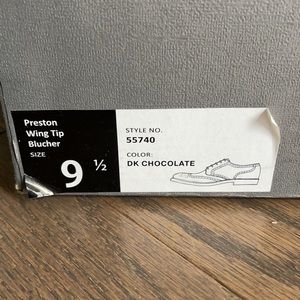 Preston
Wing Tip
Blucher
SIZE
9 ½
STYLE NO.
55740
COLOR:
DK CHOCOLATE